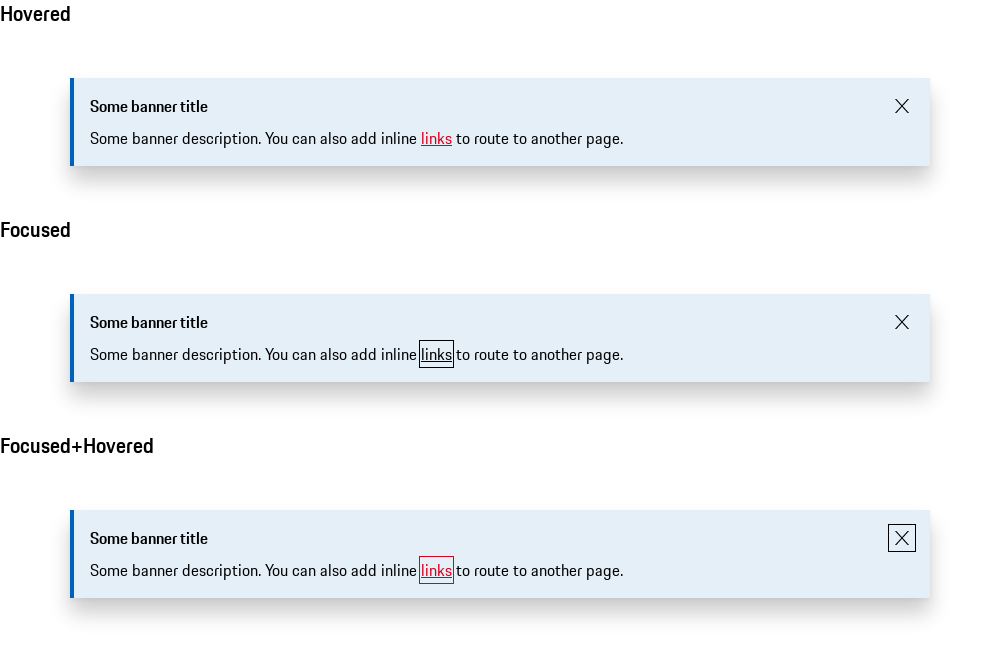 Hovered
Some banner title
Some banner description. You can also add inline links to route to another page.
Focused
Some banner title
Some banner description. You can also add inline links to route to another page.
Focused+Hovered
Some banner title
Some banner description. You can also add inline links to route to another page.